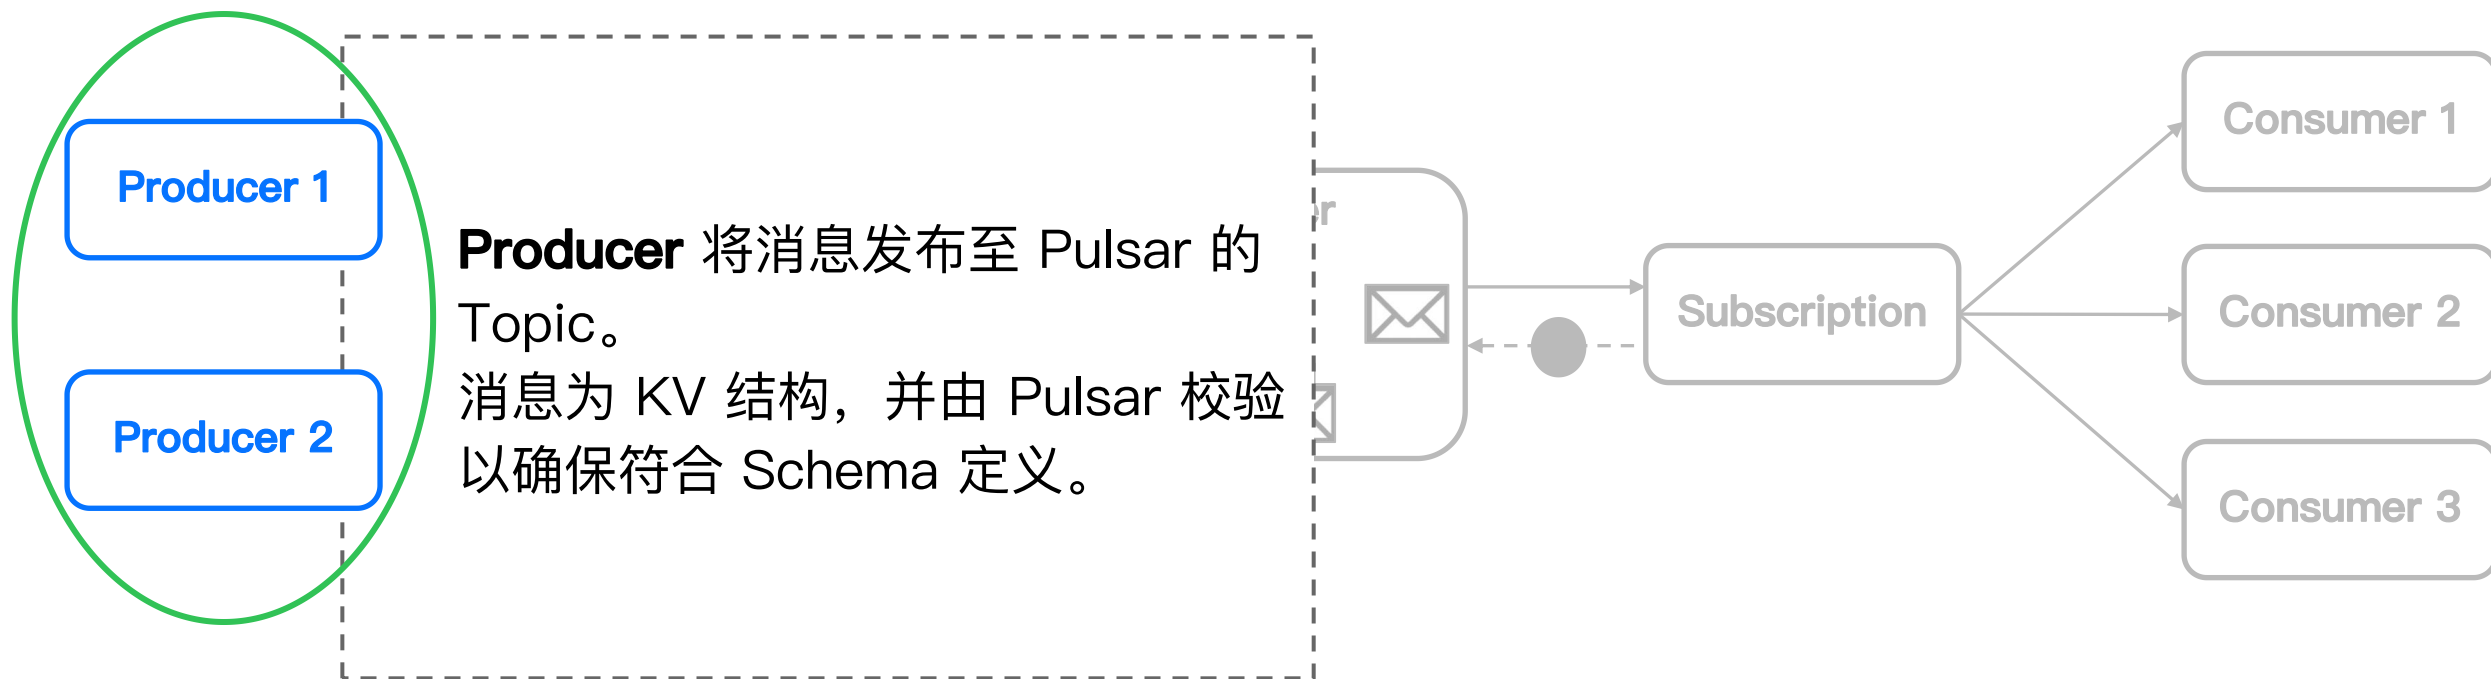 Producer 1
Producer 2
Producer 将消息发布至 Pulsar 的
Topic。
消息为 KV 结构，并由 Pulsar 校验
以确保符合 Schema 定义。
Subscription
Consumer 1
Consumer 2
Consumer 3